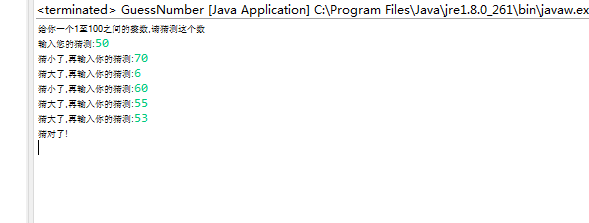 <terminated> GuessNumber [Java Application] C:\Program Files\Java\jre1.8.0_261\bin\javaw.ex
给你一个1至100之间的整数,请猜测这个数
输入您的猜测:50
猜小了,再输入你的猜测:70
猜大了,再输入你的猜测:6
猜小了,再输入你的猜测:60
猜大了,再输入你的猜测:55
猜大了,再输入你的猜测:53
猜对了!